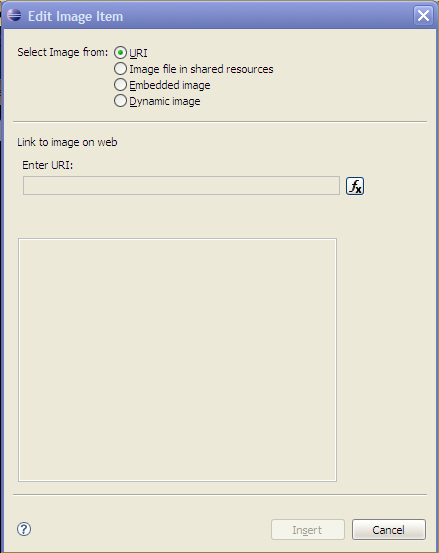 Edit Image Item
Select Image from: URI
Image file in shared resources
Embedded image
Dynamic image
Link to image on web
Enter URI:
fx
? Insert Cancel